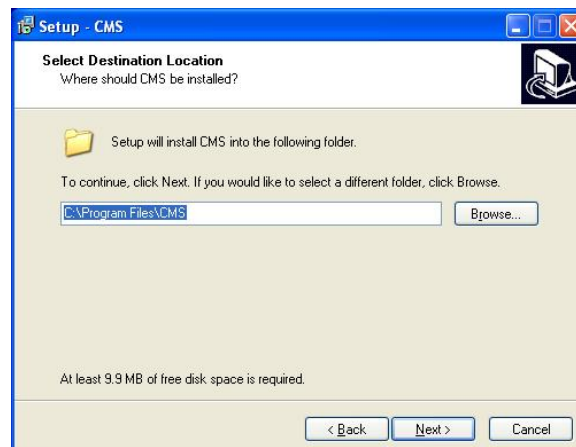 Setup - CMS
Select Destination Location
Where should CMS be installed?
Setup will install CMS into the following folder.
To continue, click Next. If you would like to select a different folder, click Browse.
C:\Program Files\CMS
Browse...
At least 9.9 MB of free disk space is required.
< Back
Next >
Cancel